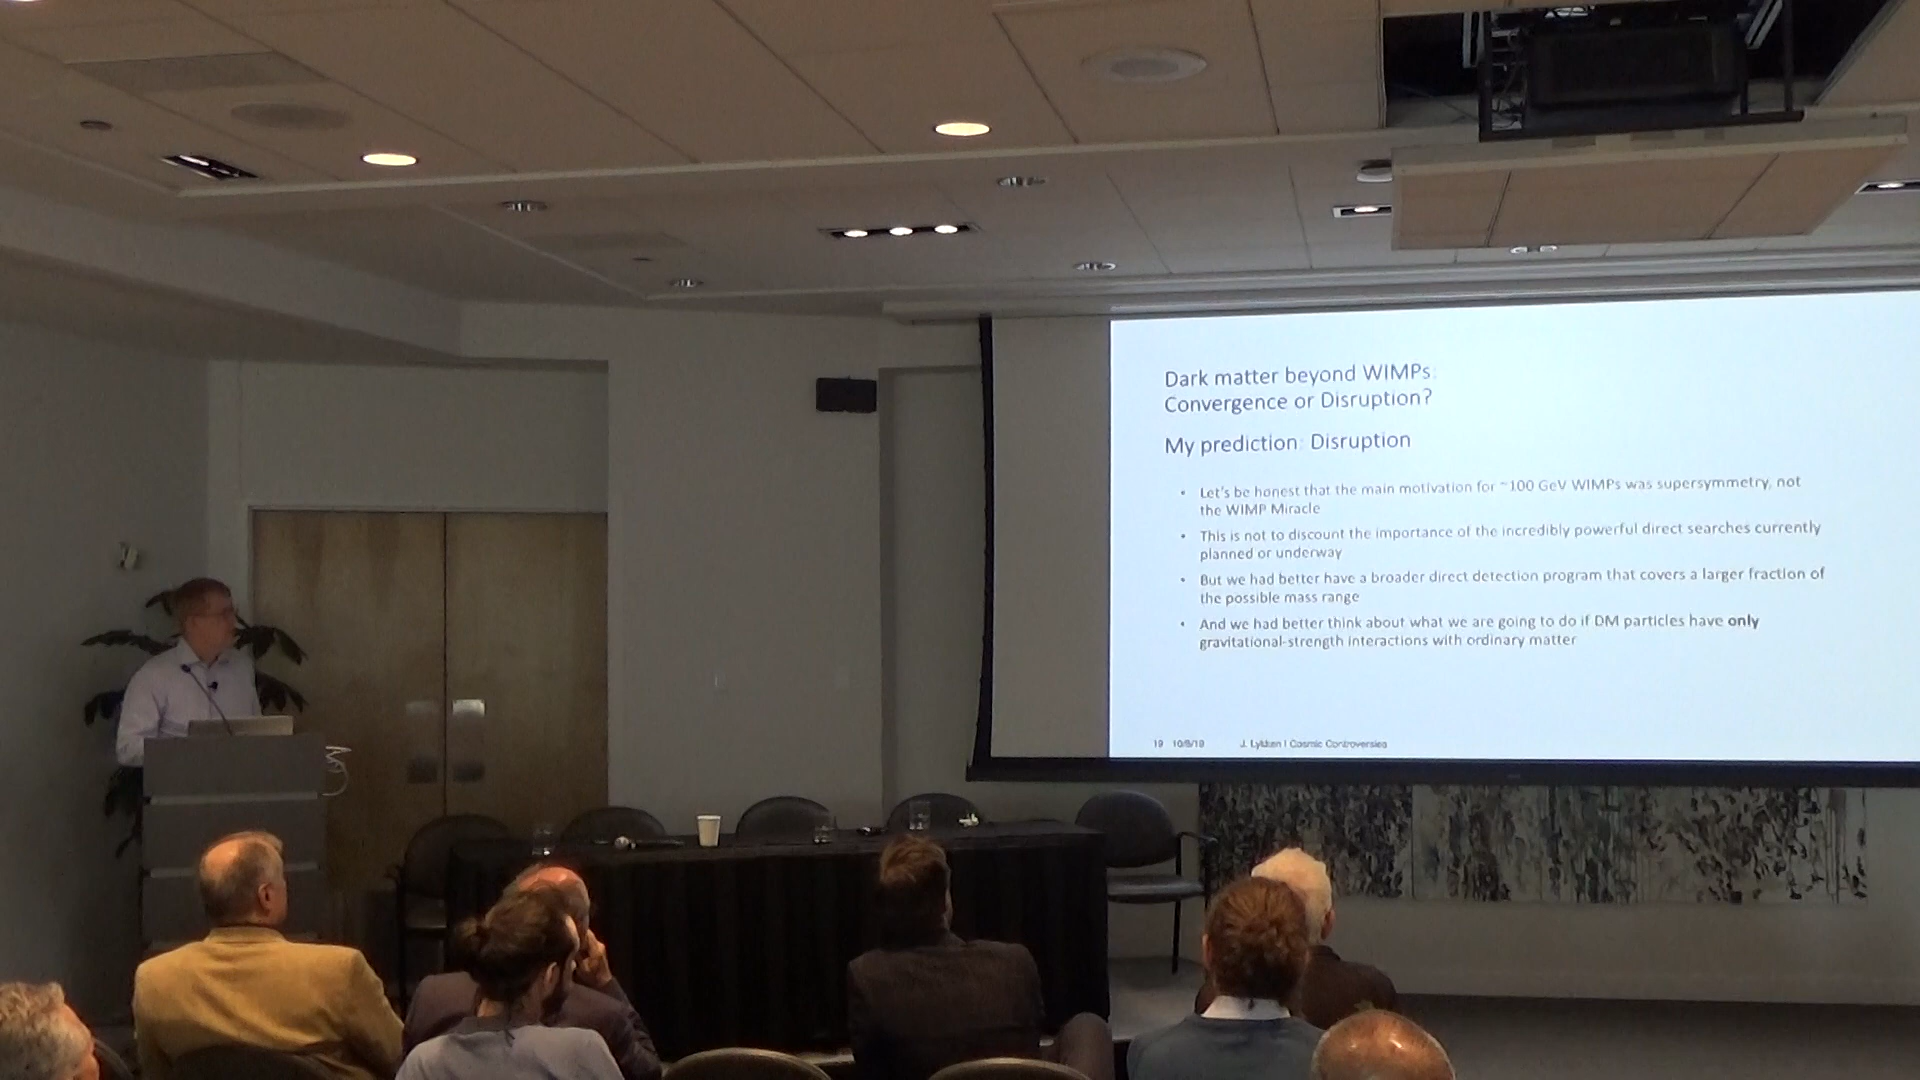 Dark matter beyond WIMPs:
Convergence or Disruption?
My prediction: Disruption
• Let's be honest that the main motivation for ~100 GeV WIMPs was supersymmetry, not
the WIMP Miracle
• This is not to discount the importance of the incredibly powerful direct searches currently
planned or underway
• But we had better have a broader direct detection program that covers a larger fraction of
the possible mass range
• And we had better think about what we are going to do if DM particles have only
gravitational-strength interactions with ordinary matter
19 10/5/19 J. Lykken | Cosmic Controversies